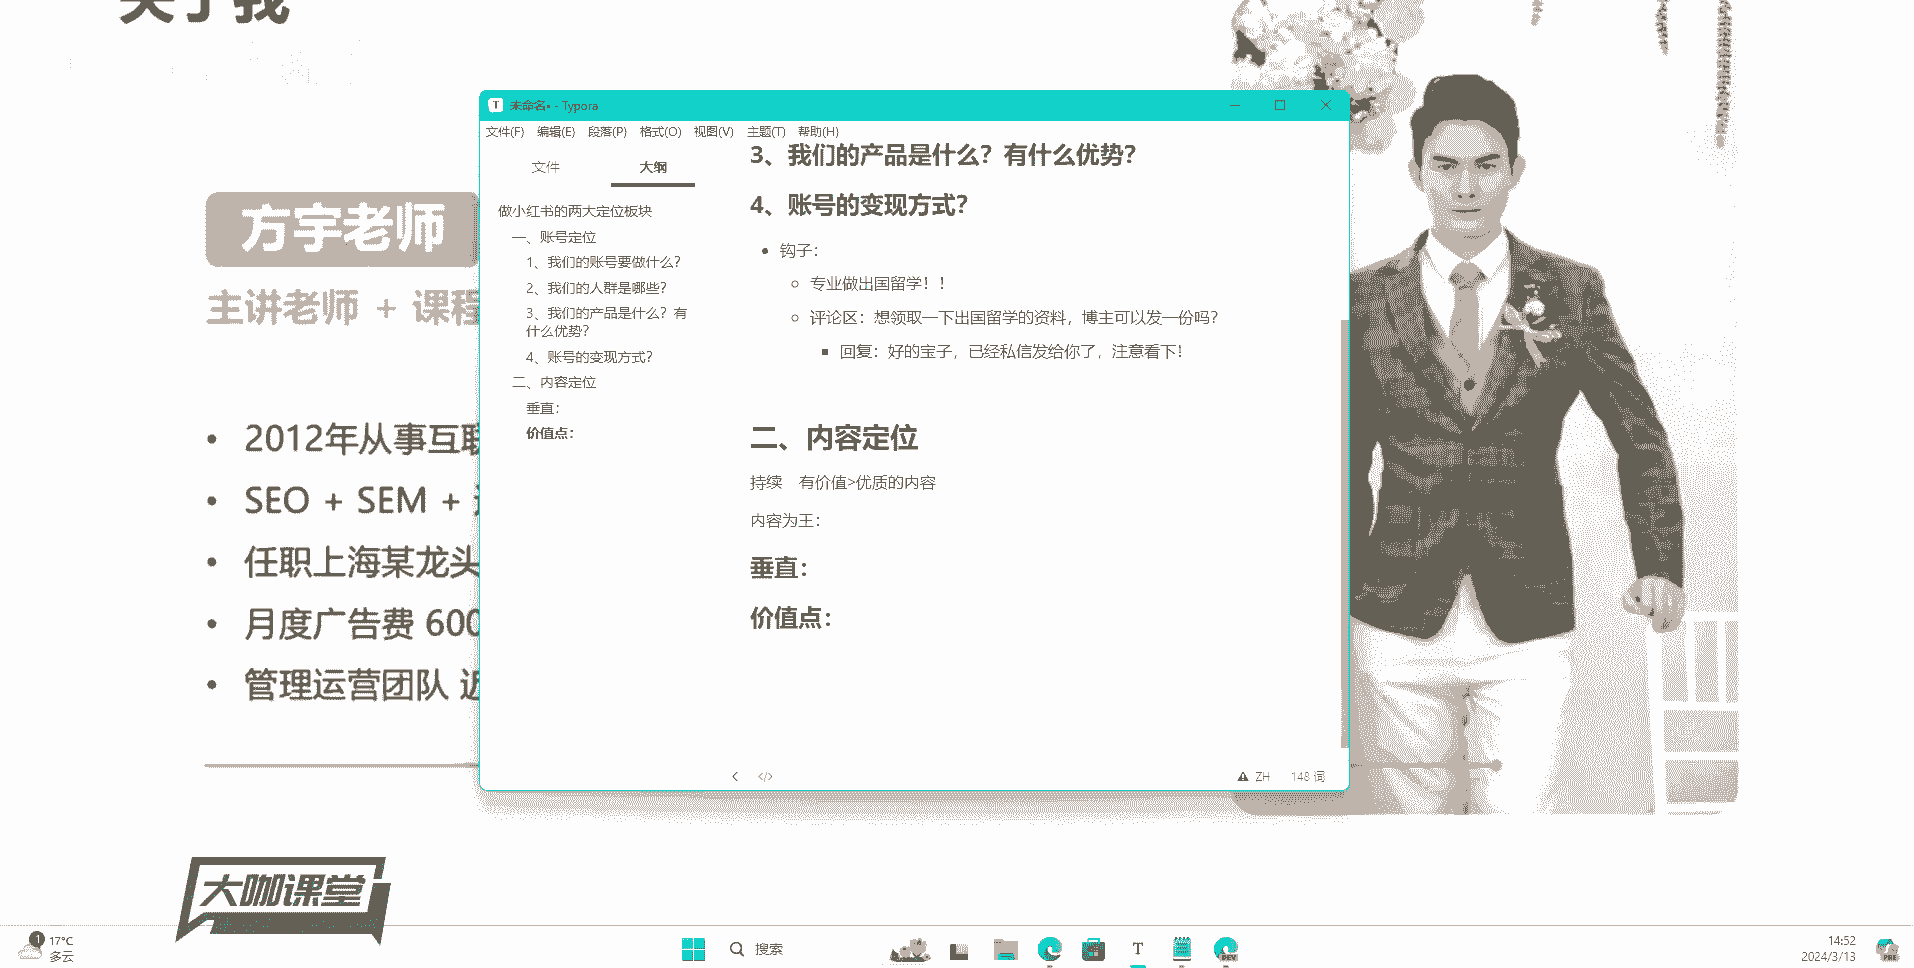 关于我
方宇老师
主讲老师 + 课程
2012年从事互联
SEO + SEM +
任职上海某龙头
月度广告费 600
管理运营团队 近
未命名• - Typora
文件(F) 编辑(E) 段落(P) 格式(O) 视图(V) 主题(T) 帮助(H)
文件 大纲
做小红书的两大定位板块
一、账号定位
1、我们的账号要做什么？
2、我们的人群是哪些？
3、我们的产品是什么？有
什么优势？
4、账号的变现方式？
二、内容定位
垂直：
价值点：
3、我们的产品是什么？有什么优势？
4、账号的变现方式？
钩子：
专业做出国留学！！
评论区：想领取一下出国留学的资料，博主可以发一份吗？
回复：好的宝子，已经私信发给你了，注意看下！
二、内容定位
持续 有价值>优质的内容
内容为王：
垂直：
价值点：
</> ZH 148 词
大咖课堂
1 17°C
多云
搜索
T
DEV
14:52
2024/3/13
PRE